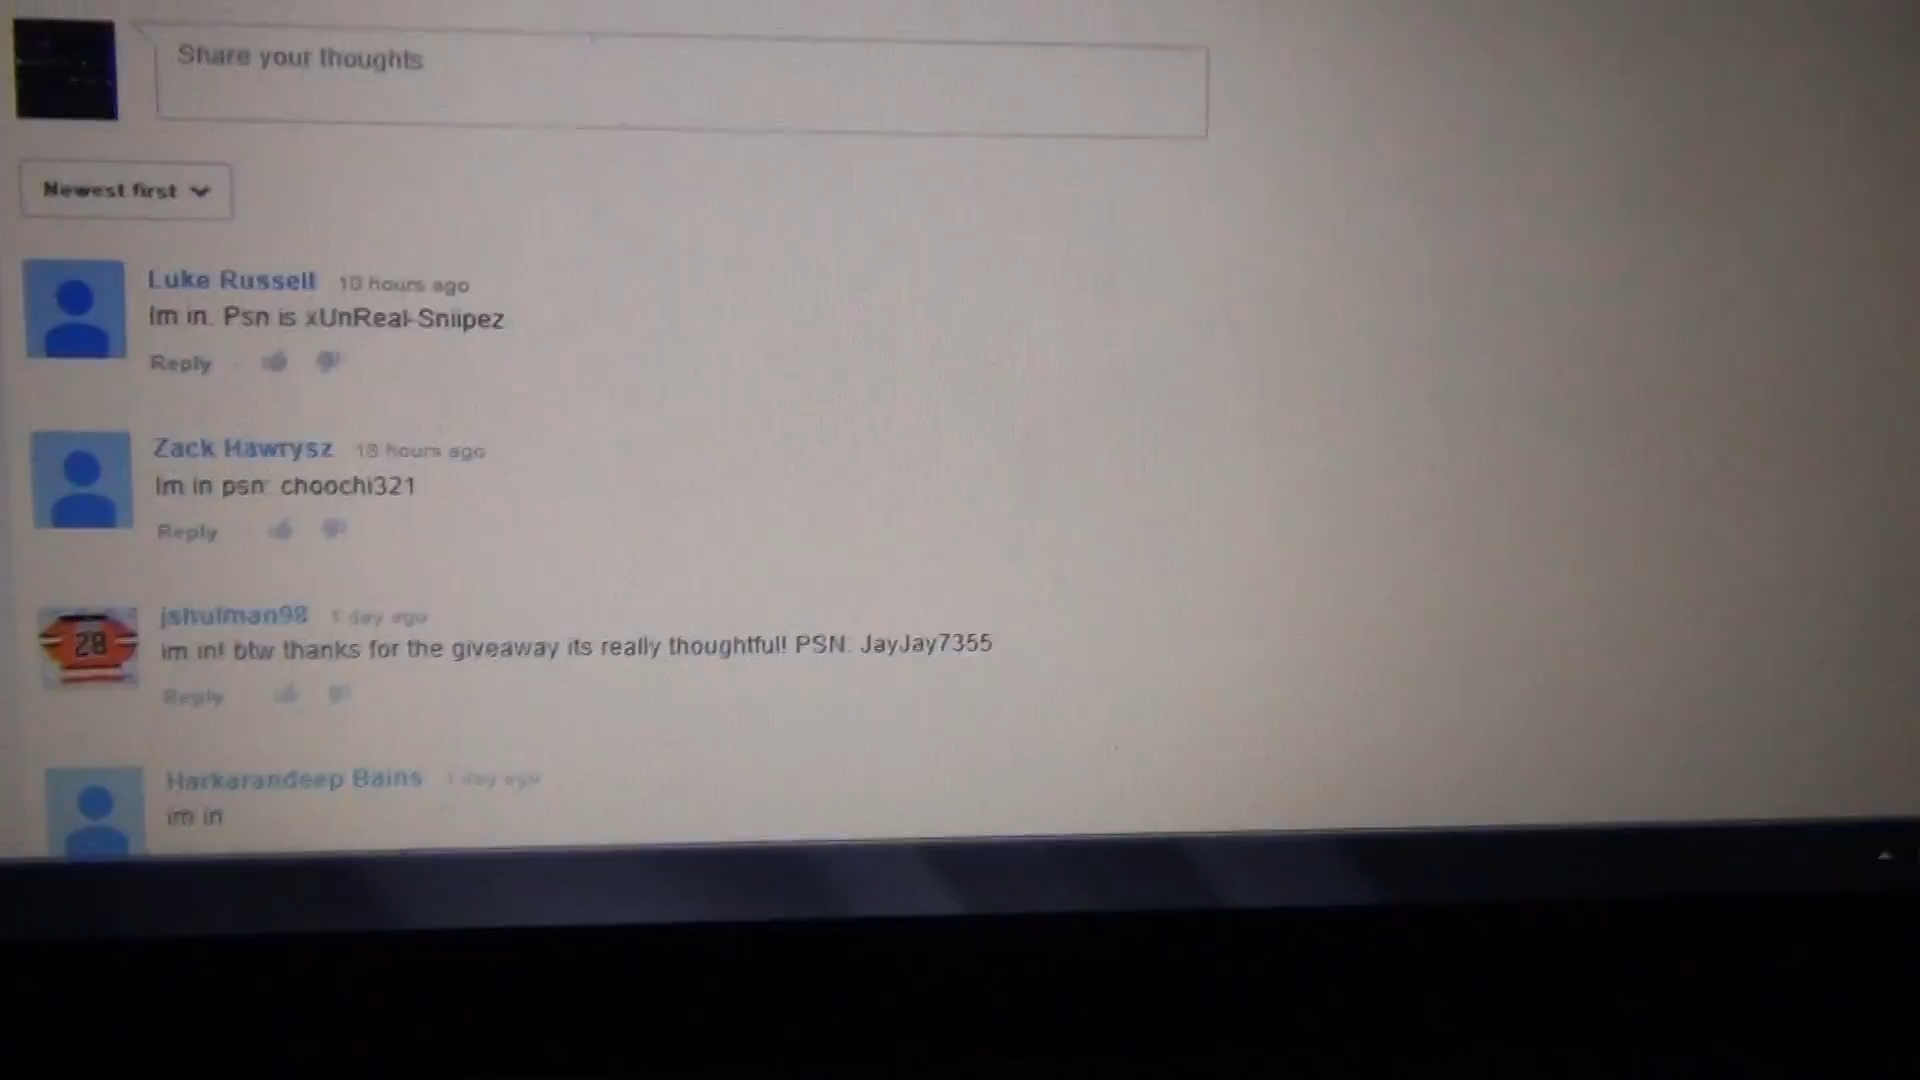 Share your thoughts
Newest first
Luke Russell 10 hours ago
Im in. Psn is xUnReal-Sniipez
Reply
Zack Hawrysz 18 hours ago
Im in psn: choochi321
Reply
jshulman98 1 day ago
im in! btw thanks for the giveaway its really thoughtful! PSN: JayJay7355
28
Reply
Harkarandeep Bains 1 day ago
im in